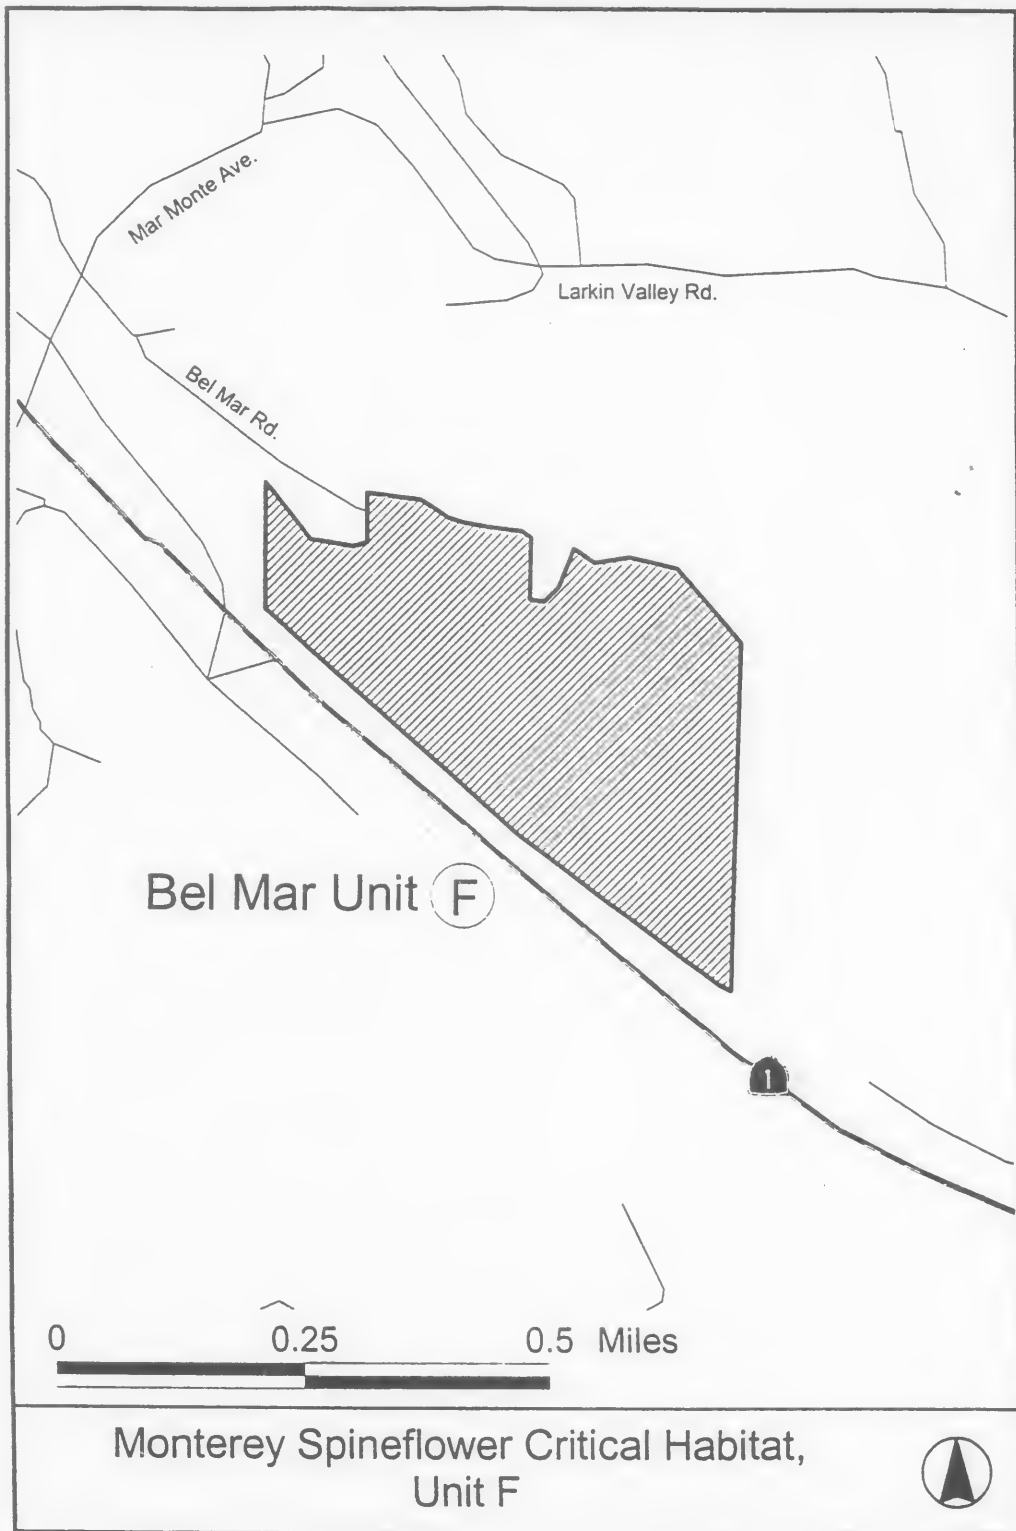 Mar Monte Ave.
Larkin Valley Rd.
Bel Mar Rd.
Bel Mar Unit F
1
0 0.25 0.5 Miles
Monterey Spineflower Critical Habitat,
Unit F